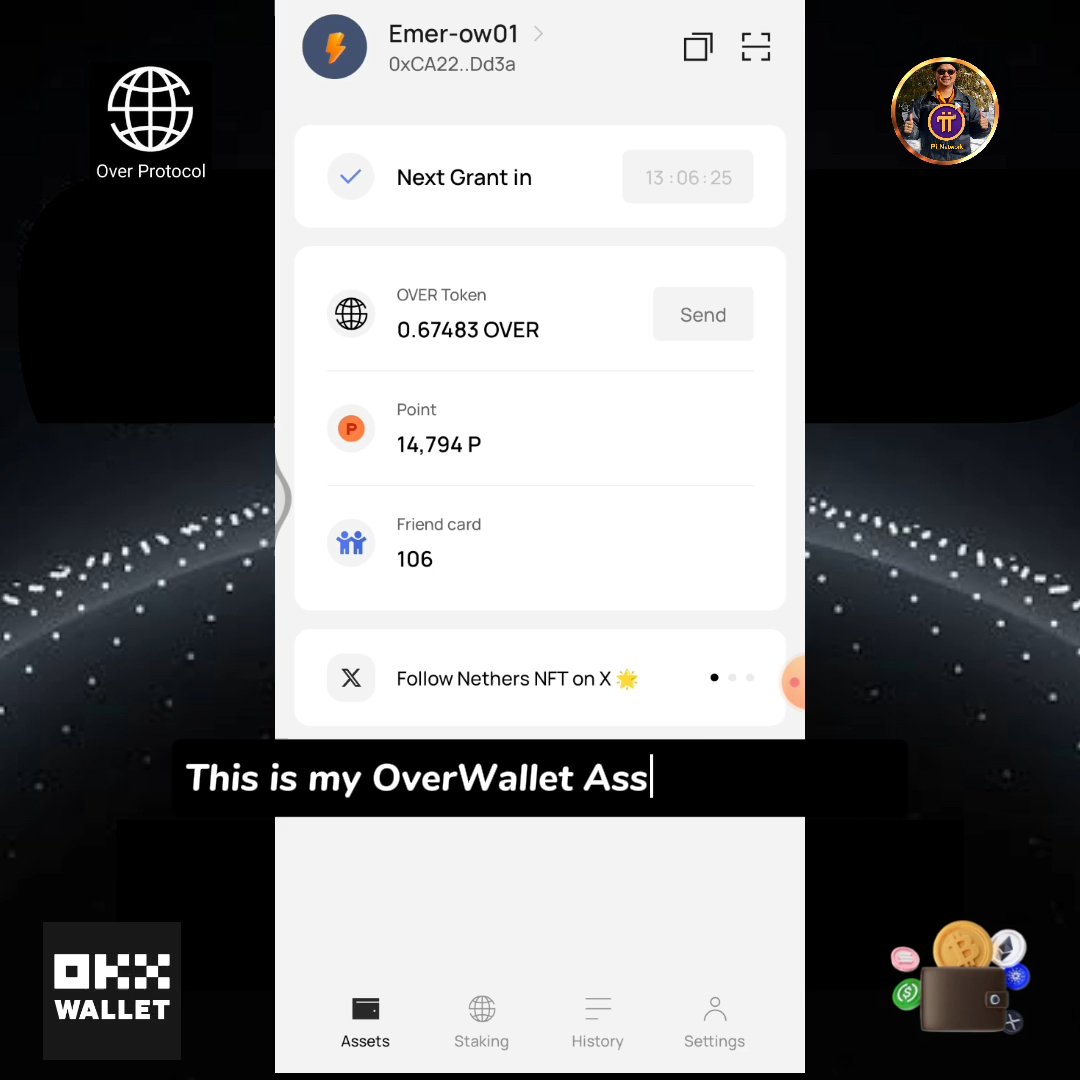 Emer-ow01
0xCA22..Dd3a
Over Protocol
Pi Network
Next Grant in
13:06:25
OVER Token
0.67483 OVER
Send
P
Point
14,794 P
Friend card
106
X
Follow Nethers NFT on X 🌟
This is my OverWallet Ass
OKX
WALLET
Assets
Staking
History
Settings